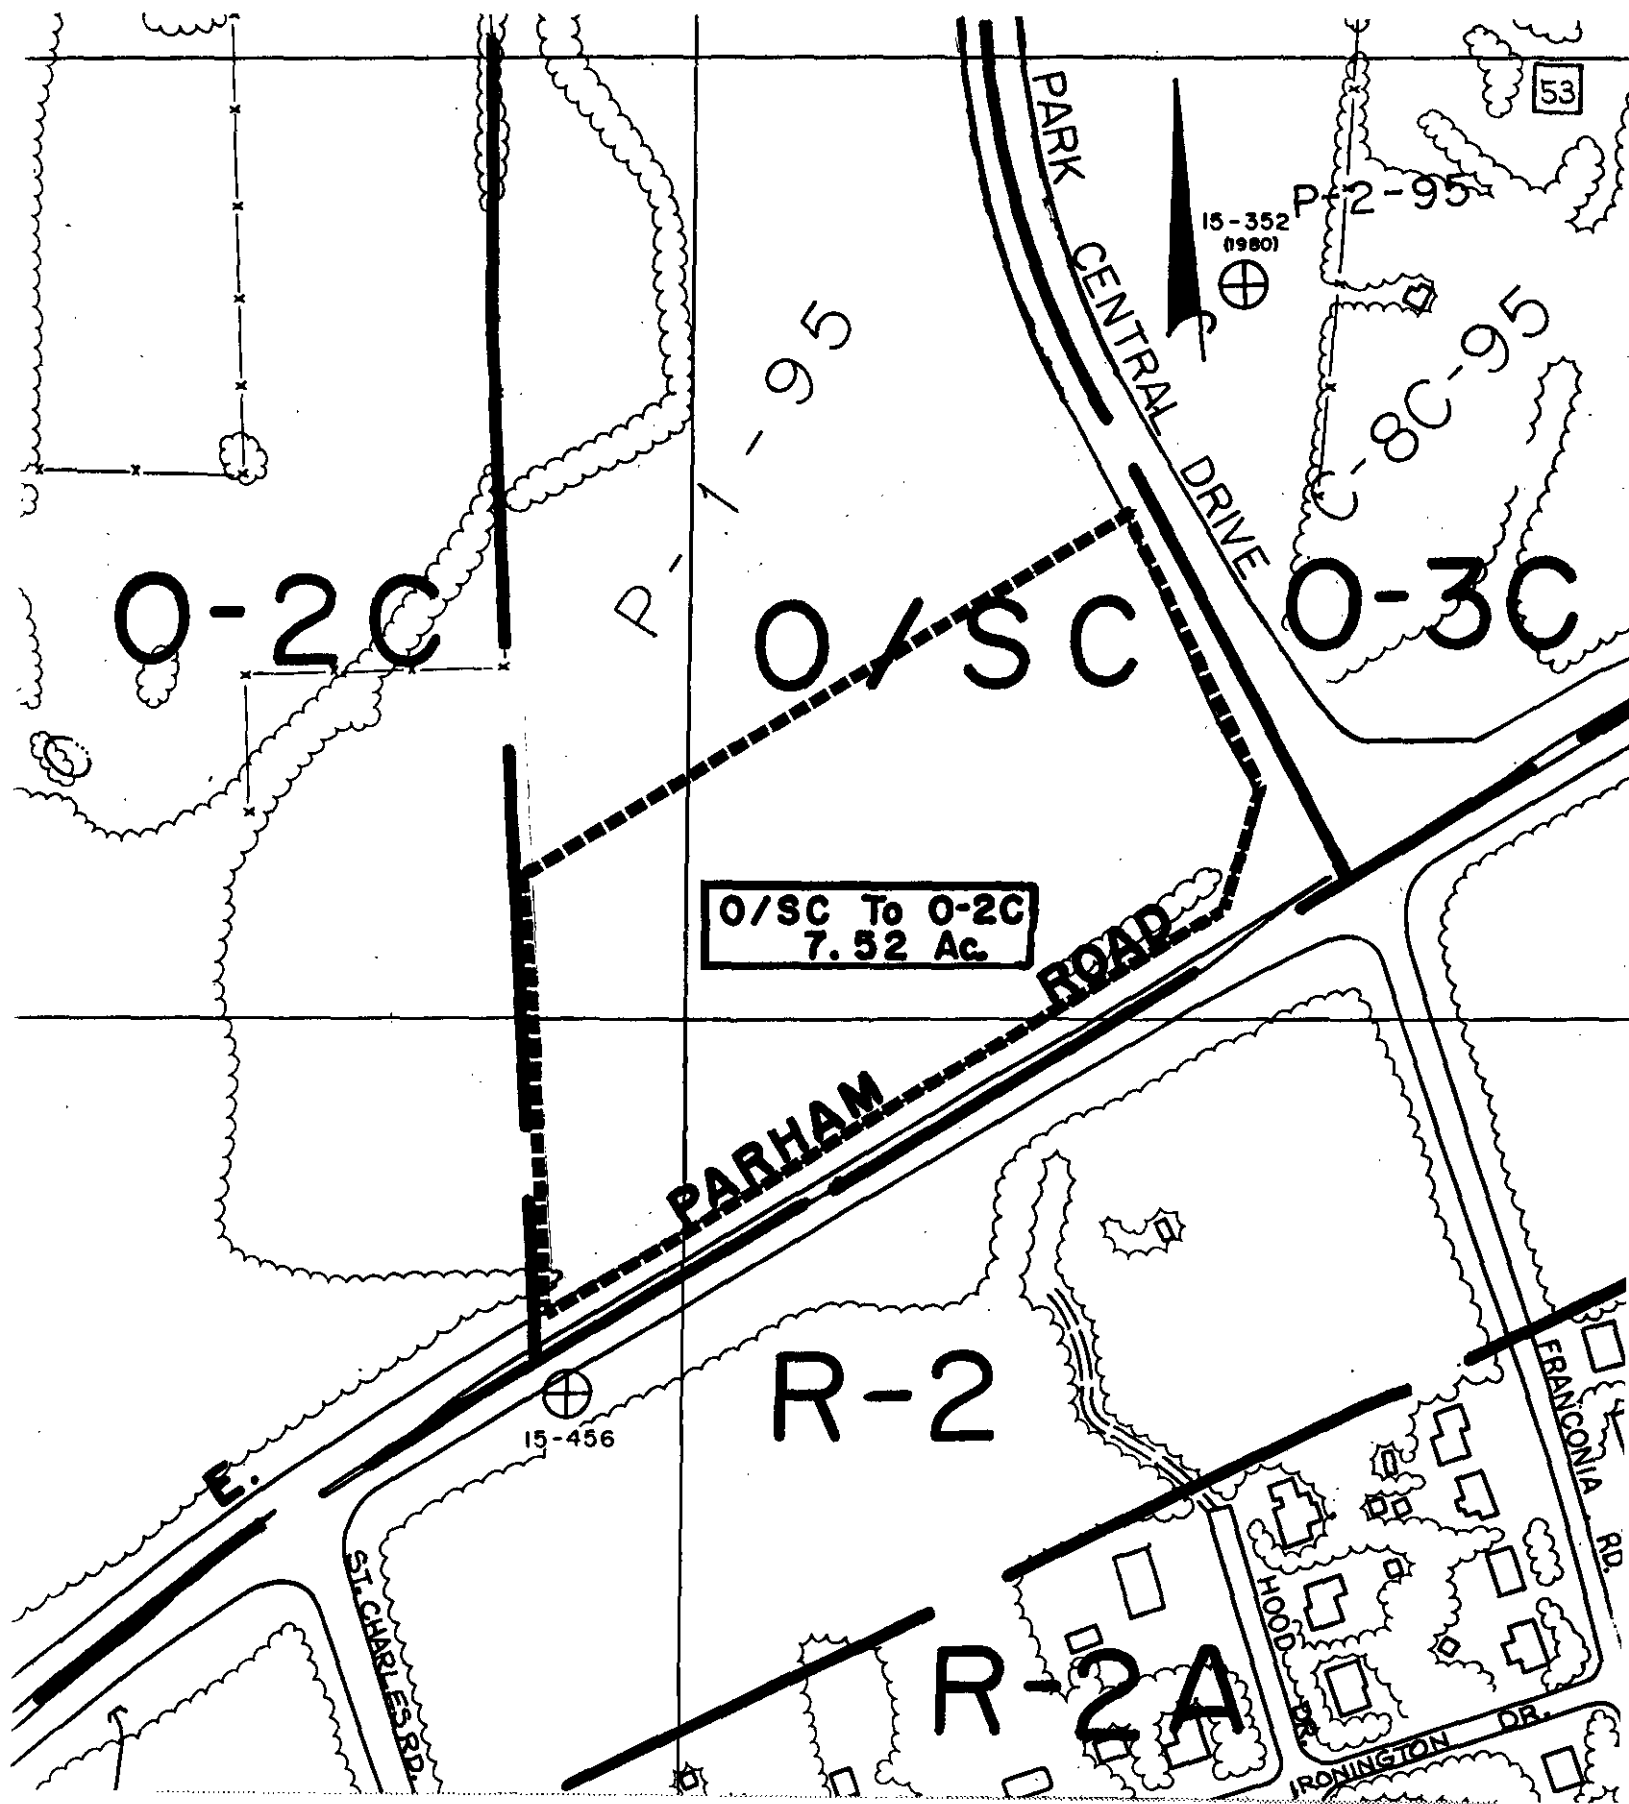 53
PARK CENTRAL DRIVE
P-2-95
15-352
(1980)
C-8C-95
P-1-95
O-2C
O/SC
O-3C
O/SC To O-2C
7.52 Ac.
E. PARHAM ROAD
R-2
15-456
FRANCONIA RD.
ST. CHARLES RD.
HOOD DR.
R-2A
IRONINGTON DR.